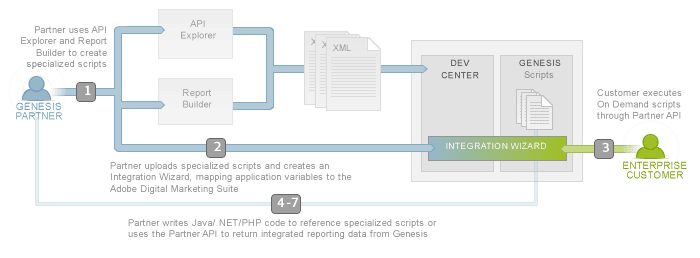 Partner uses API
Explorer and Report
Builder to create
specialized scripts
1
GENESIS
PARTNER
API
Explorer
Report
Builder
X
X
XML
DEV
CENTER
GENESIS
Scripts
INTEGRATION WIZARD
Customer executes
On Demand scripts
through Partner API
3
ENTERPRISE
CUSTOMER
2
Partner uploads specialized scripts and creates an
Integration Wizard, mapping application variables to the
Adobe Digital Marketing Suite
4-7
Partner writes Java/.NET/PHP code to reference specialized scripts or
uses the Partner API to return integrated reporting data from Genesis